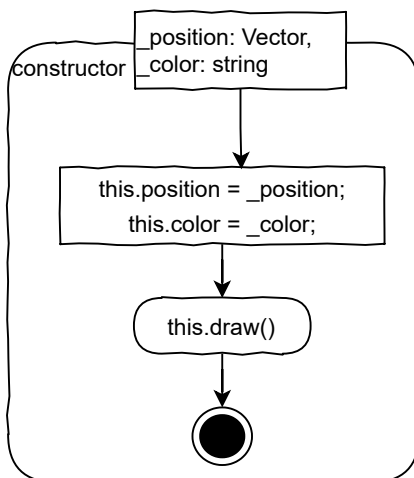 _position: Vector,
_color: string
constructor
this.position = _position;
this.color = _color;
this.draw()